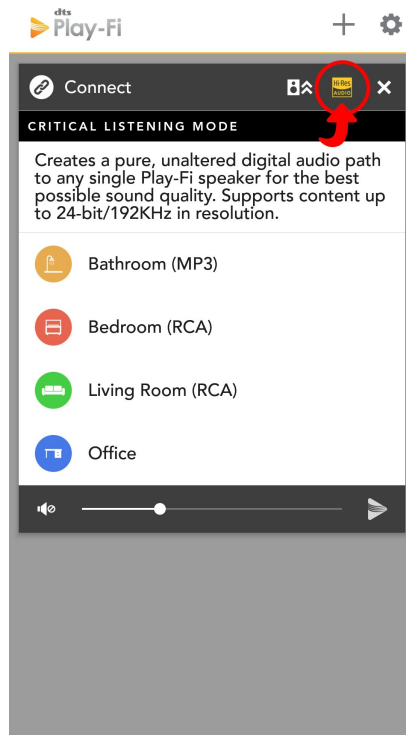 dts
Play-Fi
Connect
Hi-Res
AUDIO
CRITICAL LISTENING MODE
Creates a pure, unaltered digital audio path
to any single Play-Fi speaker for the best
possible sound quality. Supports content up
to 24-bit/192KHz in resolution.
Bathroom (MP3)
Bedroom (RCA)
Living Room (RCA)
Office